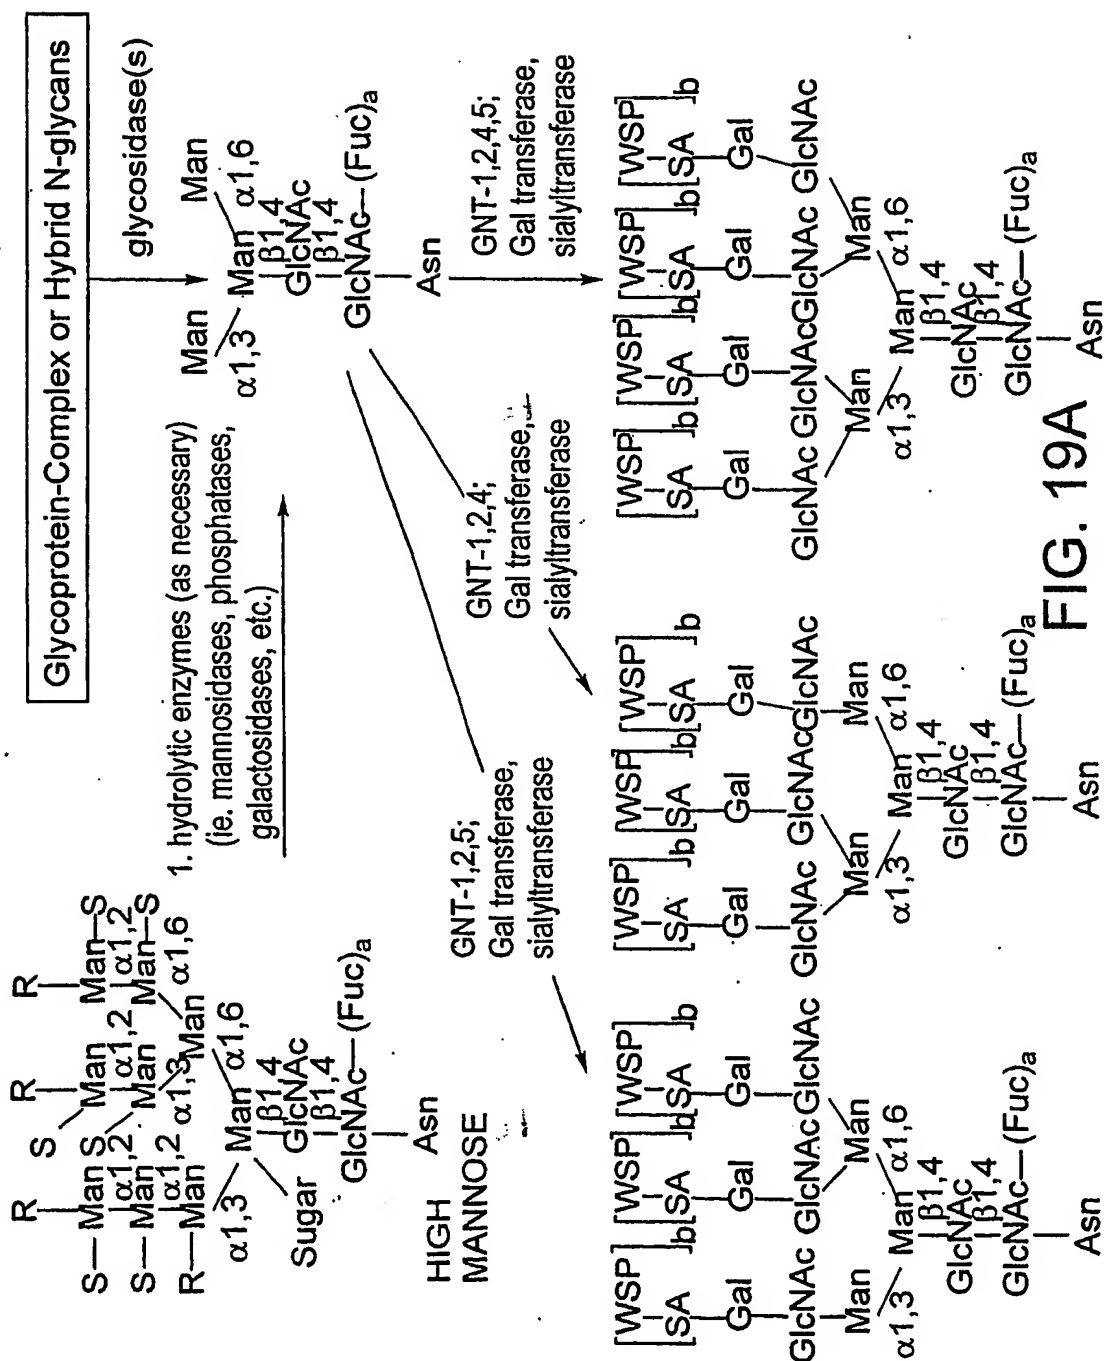 Glycoprotein-Complex or Hybrid N-glycans
glycosidase(s)
Man Man
α1,3 Man α1,6
β1,4
GlcNAc
β1,4
GlcNAc—(Fuc)a
Asn
R R R
S—Man S Man Man—S
α1,2 α1,2 α1,2
S—Man S Man Man—S
α1,2 α1,3 α1,6
R—Man Man
α1,3 Man α1,6
Sugar β1,4
GlcNAc
β1,4
GlcNAc—(Fuc)a
Asn
HIGH
MANNOSE
1. hydrolytic enzymes (as necessary)
(ie. mannosidases, phosphatases,
galactosidases, etc.)
GNT-1,2,5;
Gal transferase,
sialyltransferase
GNT-1,2,4;
Gal transferase,
sialyltransferase
GNT-1,2,4,5;
Gal transferase,
sialyltransferase
[WSP] [WSP] [WSP]
[SA ]b [SA ]b [SA ]b
Gal Gal Gal
GlcNAc GlcNAc GlcNAc
Man Man
α1,3 Man α1,6
β1,4
GlcNAc
β1,4
GlcNAc—(Fuc)a
Asn
[WSP] [WSP] [WSP]
[SA ]b [SA ]b [SA ]b
Gal Gal Gal
GlcNAc GlcNAc GlcNAc
Man Man
α1,3 Man α1,6
β1,4
GlcNAc
β1,4
GlcNAc—(Fuc)a
Asn
[WSP] [WSP] [WSP] [WSP]
[SA ]b [SA ]b [SA ]b [SA ]b
Gal Gal Gal Gal
GlcNAc GlcNAc GlcNAc GlcNAc
Man Man
α1,3 Man α1,6
β1,4
GlcNAc
β1,4
GlcNAc—(Fuc)a
Asn
FIG. 19A